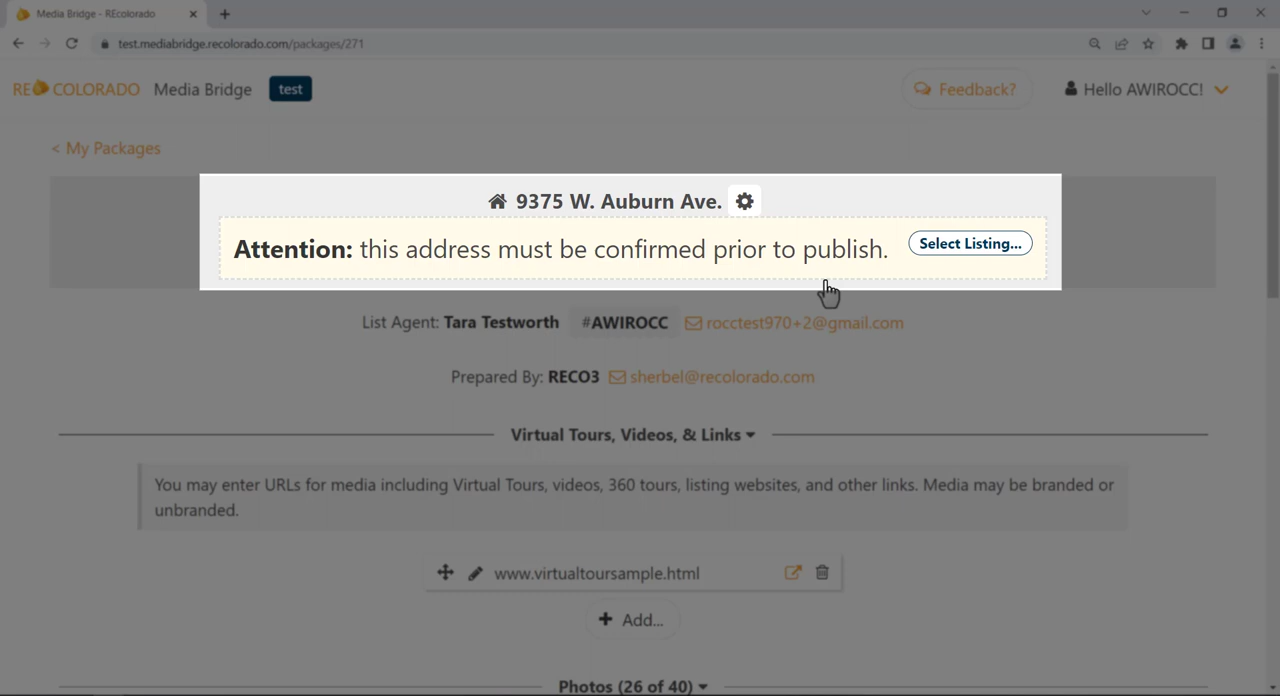 Media Bridge - REcolorado
test.mediabridge.recolorado.com/packages/271
RECOLORADO Media Bridge test Feedback? Hello AWIROCC!
< My Packages
9375 W. Auburn Ave.
Attention: this address must be confirmed prior to publish. Select Listing...
List Agent: Tara Testworth #AWIROCC rocctest970+2@gmail.com
Prepared By: RECO3 sherbel@recolorado.com
Virtual Tours, Videos, & Links
You may enter URLs for media including Virtual Tours, videos, 360 tours, listing websites, and other links. Media may be branded or
unbranded.
www.virtualtoursample.html
Add...
Photos (26 of 40)